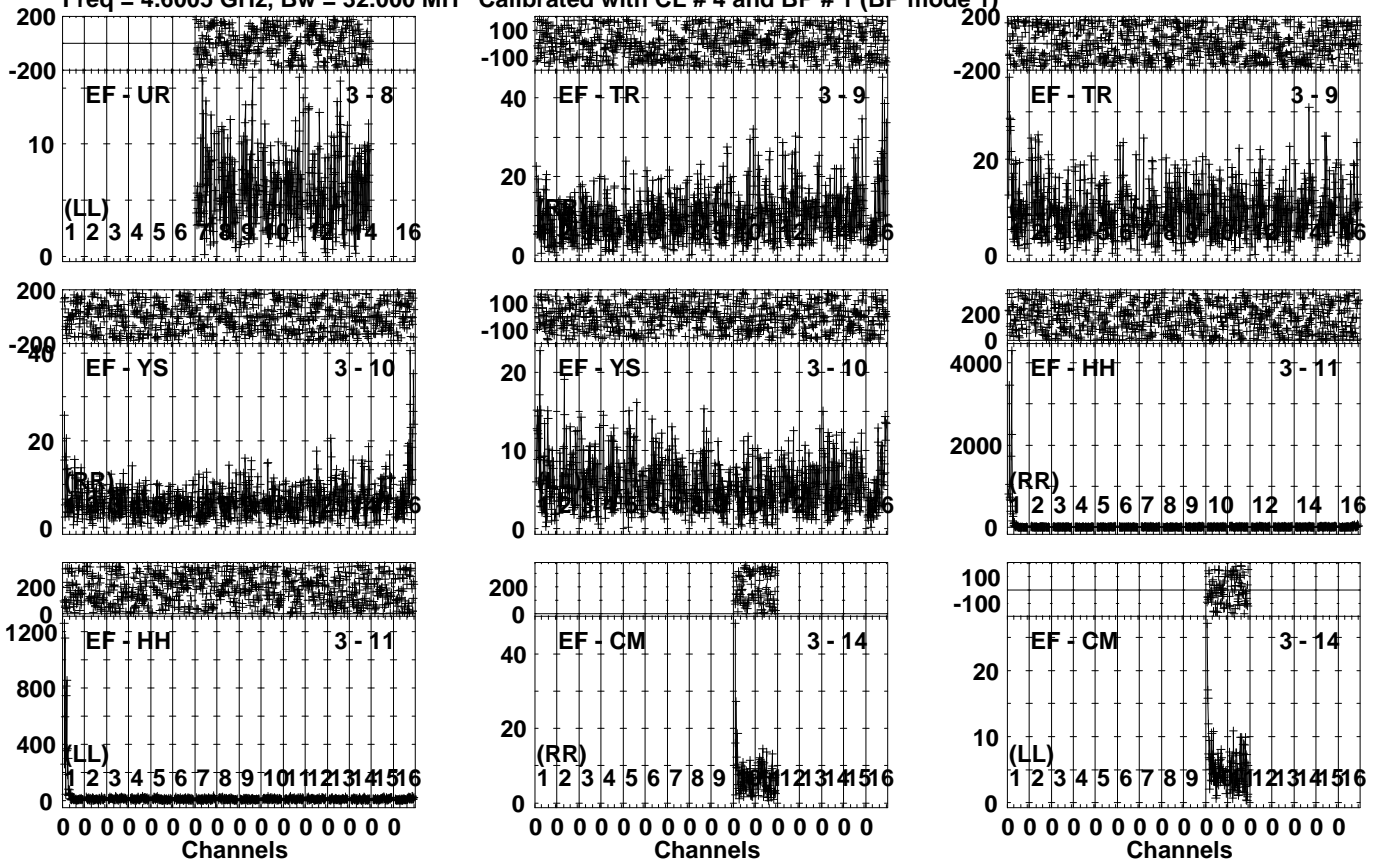 Freq = 4.6005 GHz, Bw = 32.000 MH Calibrated with CL # 4 and BP # 1 (BP mode 1)
200 -200
100 -100
200 -200
EF - UR 3 - 8
10
0
(LL)
1 2 3 4 5 6 7 8 9 10 12 14 16
EF - TR 3 - 9
40
20
0
EF - TR 3 - 9
20
0
200 -200
100 -100
200 0
EF - YS 3 - 10
40
20
0
(RR)
EF - YS 3 - 10
20
10
0
EF - HH 3 - 11
4000
2000
0
(RR)
1 2 3 4 5 6 7 8 9 10 12 14 16
200 0
200 0
100 -100
EF - HH 3 - 11
1200
800
400
0
(LL)
1 2 3 4 5 6 7 8 9 10 11 12 13 14 15 16
EF - CM 3 - 14
40
20
0
(RR)
1 2 3 4 5 6 7 8 9 12 13 14 15 16
EF - CM 3 - 14
20
10
0
(LL)
1 2 3 4 5 6 7 8 9 12 13 14 15 16
0 0 0 0 0 0 0 0 0 0 0 0 0 0 0 0
0 0 0 0 0 0 0 0 0 0 0 0 0 0 0 0
0 0 0 0 0 0 0 0 0 0 0 0 0 0 0 0
Channels
Channels
Channels